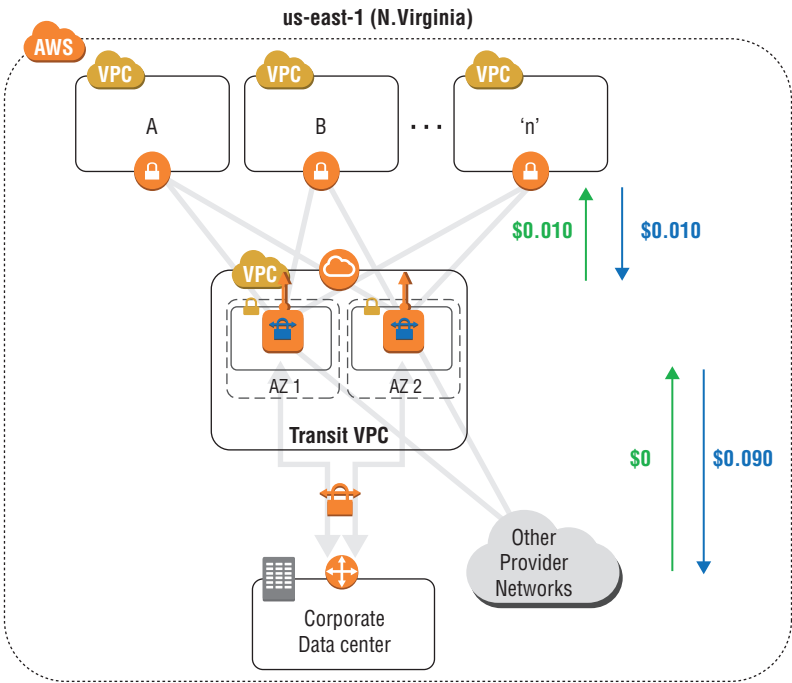 us-east-1 (N.Virginia)
AWS
VPC
VPC
VPC
A
B
...
‘n’
$0.010
$0.010
VPC
AZ 1
AZ 2
Transit VPC
$0
$0.090
Other
Provider
Networks
Corporate
Data center